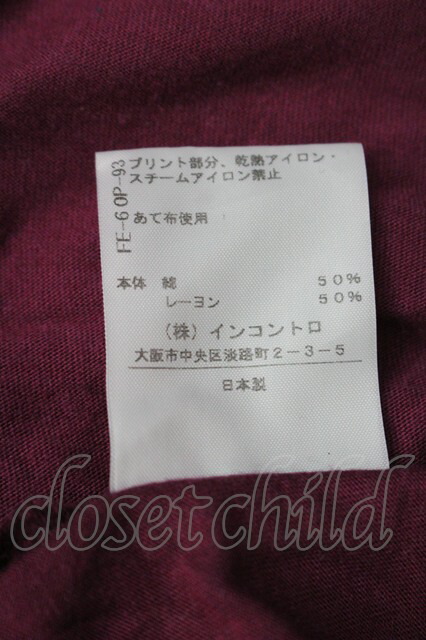 FE-6 0P-93
プリント部分、乾熱アイロン・
スチームアイロン禁止
あて布使用
本体 綿 50%
レーヨン 50%
(株)インコントロ
大阪市中央区淡路町2-3-5
日本製
closetchild